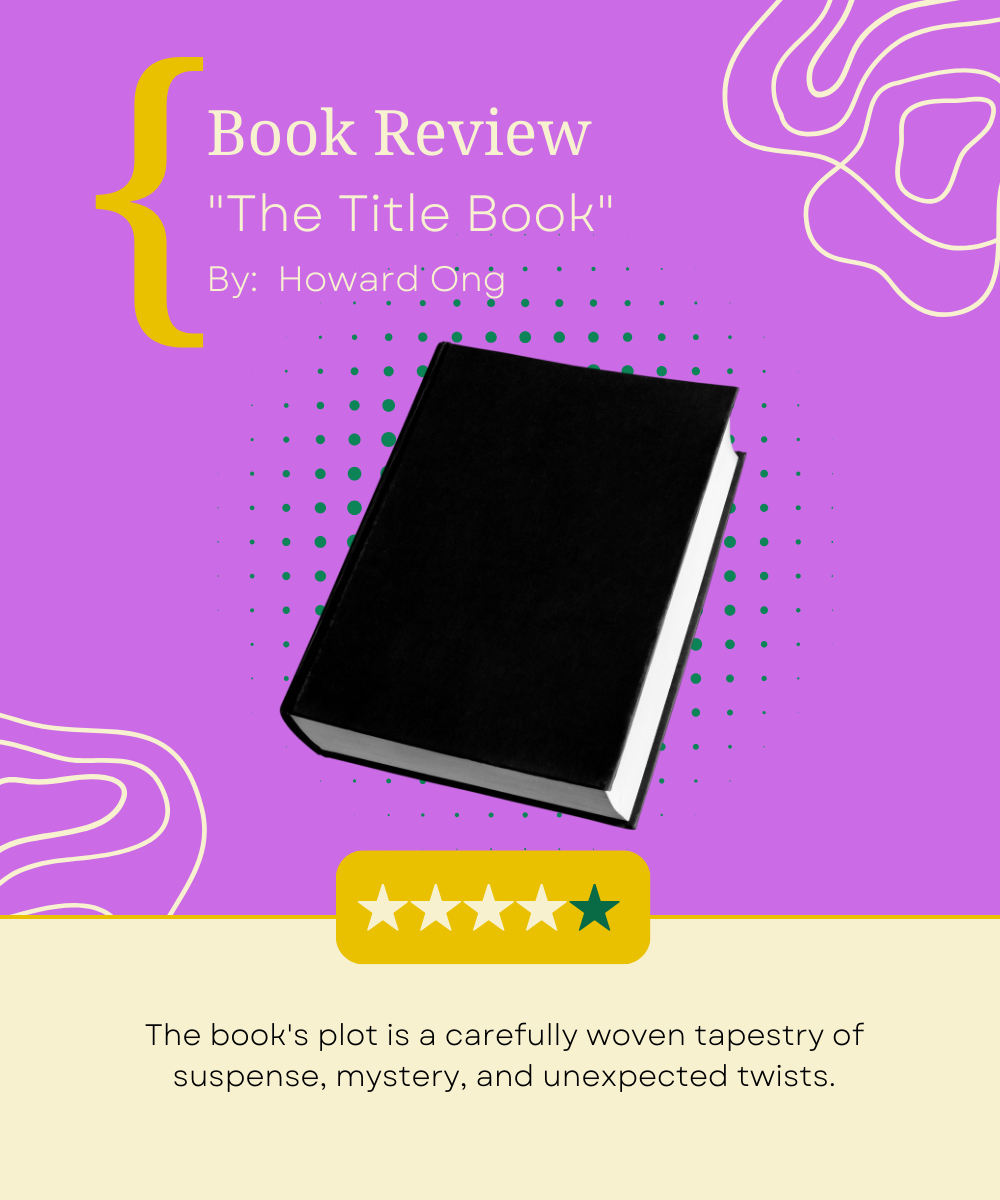 Book Review
"The Title Book"
By: Howard Ong
The book's plot is a carefully woven tapestry of
suspense, mystery, and unexpected twists.